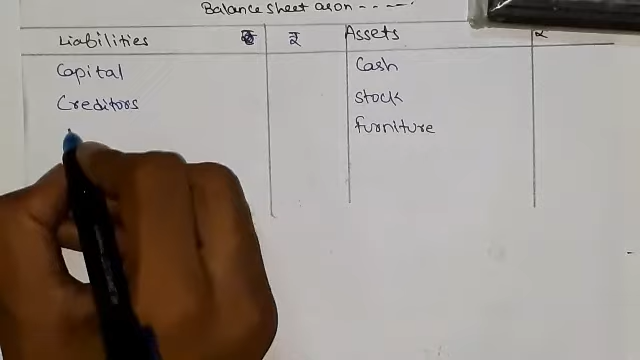 Balance Sheet as on -----
Liabilities ₹ Assets ₹
Capital Cash
Creditors stock
furniture